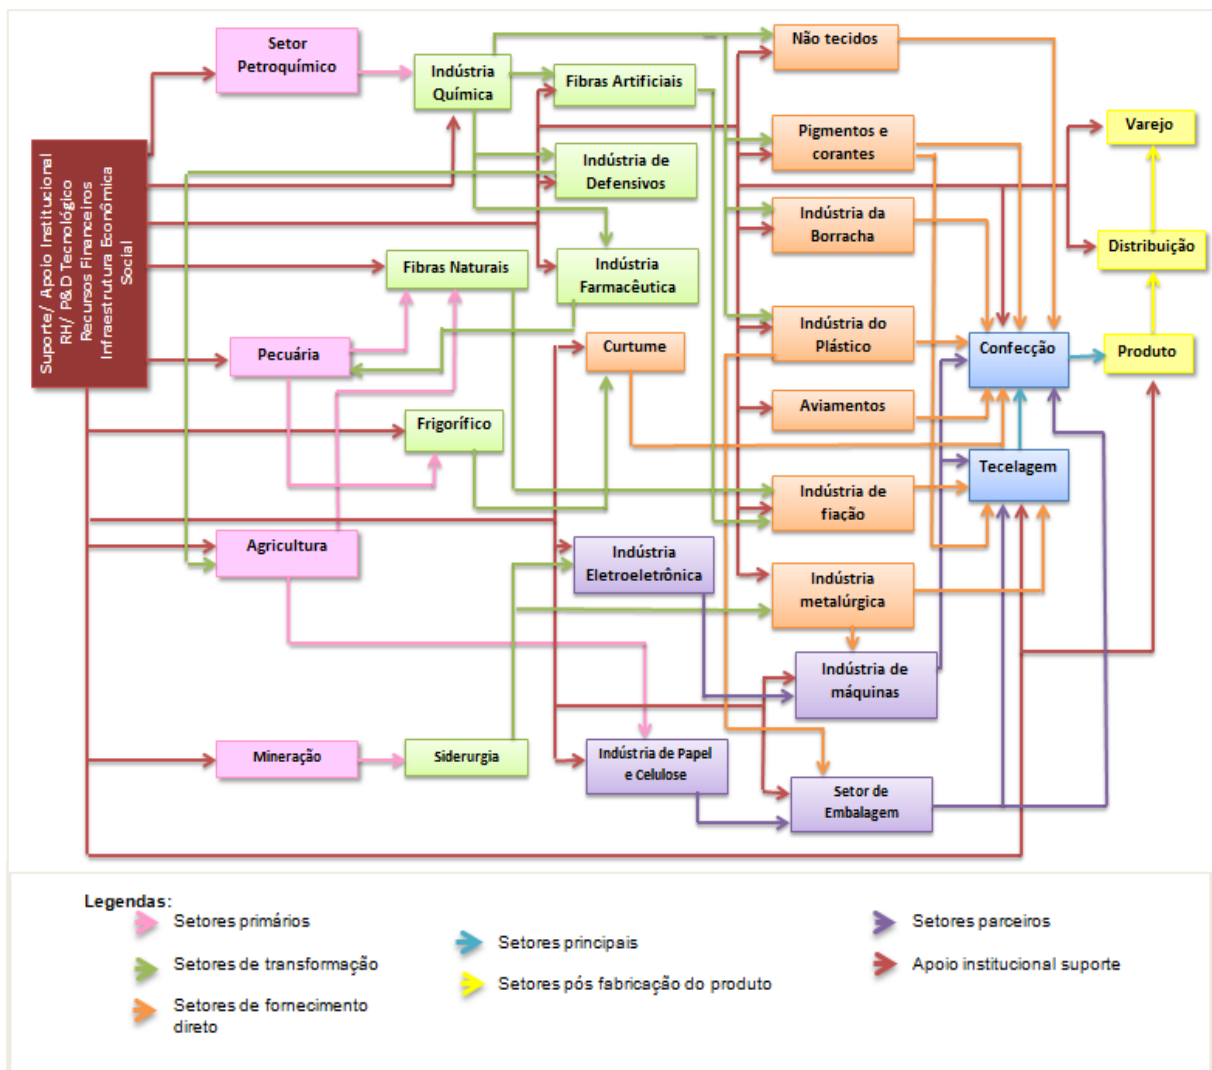 Suporte/ Apoio Institucional
RH/ P&D Tecnológico
Recursos Financeiros
Infraestrutura Econômica
Social
Setor
Petroquímico
Indústria
Química
Fibras Artificiais
Não tecidos
Pigmentos e
corantes
Varejo
Indústria de
Defensivos
Indústria da
Borracha
Distribuição
Fibras Naturais
Indústria
Farmacêutica
Pecuária
Curtume
Indústria do
Plástico
Confecção
Produto
Frigorífico
Aviamentos
Tecelagem
Indústria de
fiação
Agricultura
Indústria
Eletroeletrônica
Indústria
metalúrgica
Indústria de
máquinas
Mineração
Siderurgia
Indústria de Papel
e Celulose
Setor de
Embalagem
Legendas:
Setores primários
Setores de transformação
Setores de fornecimento
direto
Setores principais
Setores pós fabricação do produto
Setores parceiros
Apoio institucional suporte